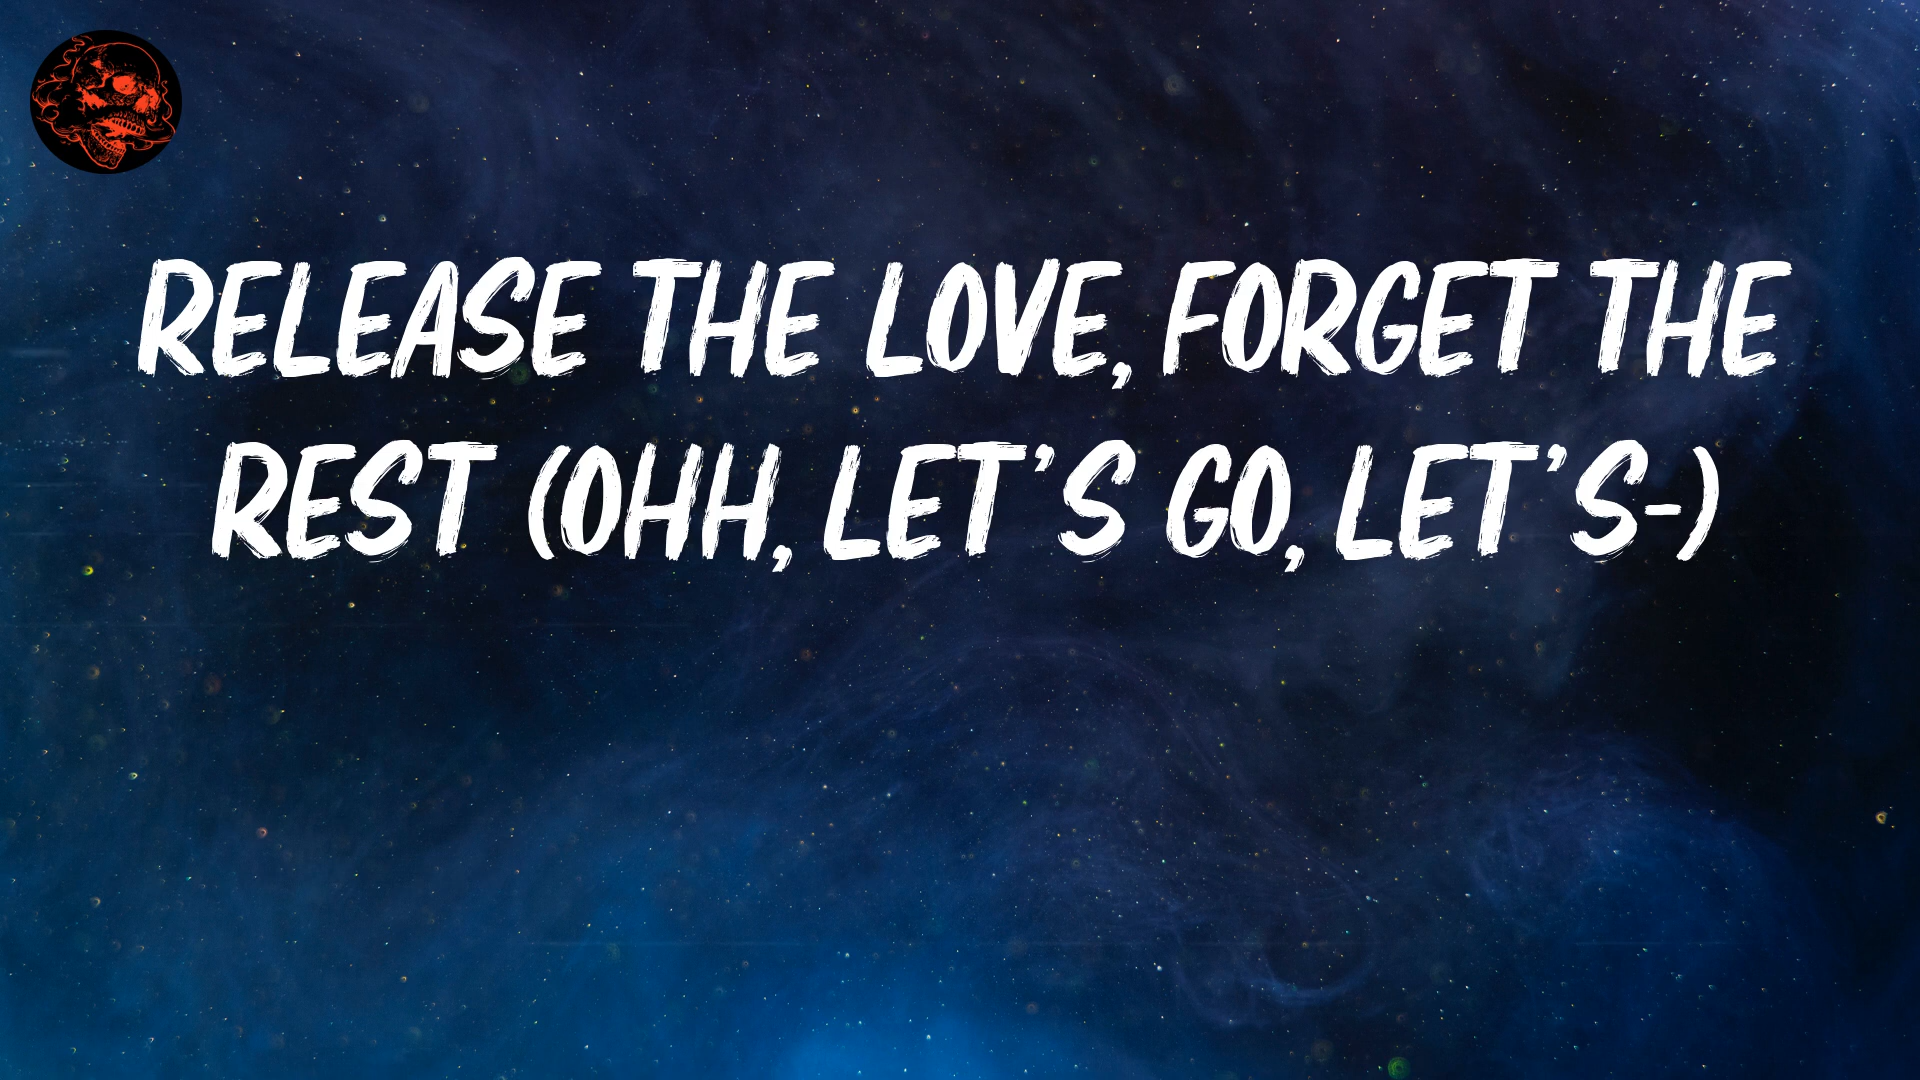 RELEASE THE LOVE, FORGET THE
REST (OHH, LET'S GO, LET'S-)